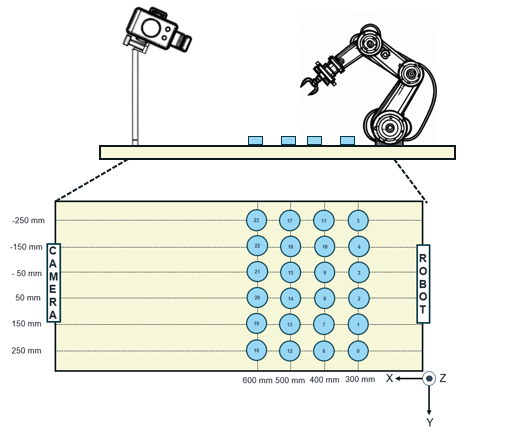 -250 mm
23 17 11 5
-150 mm
22 16 10 4
CAMERA
ROBOT
- 50 mm
21 15 9 3
50 mm
20 14 8 2
150 mm
19 13 7 1
250 mm
18 12 6 0
600 mm 500 mm 400 mm 300 mm
X Z
Y